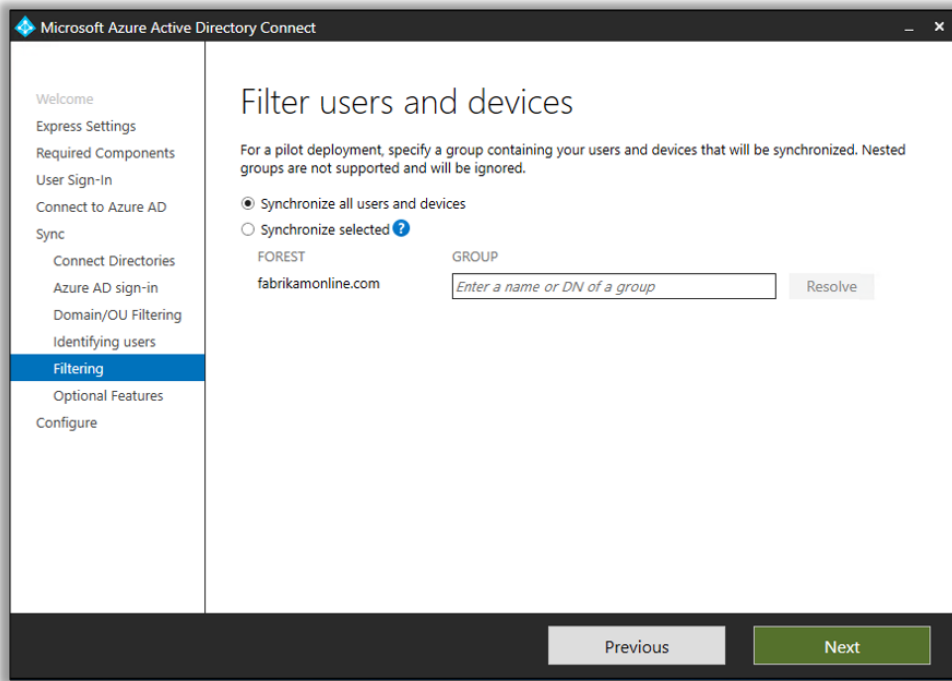 Microsoft Azure Active Directory Connect
Welcome
Express Settings
Required Components
User Sign-In
Connect to Azure AD
Sync
Connect Directories
Azure AD sign-in
Domain/OU Filtering
Identifying users
Filtering
Optional Features
Configure
Filter users and devices
For a pilot deployment, specify a group containing your users and devices that will be synchronized. Nested
groups are not supported and will be ignored.
Synchronize all users and devices
Synchronize selected ?
FOREST GROUP
fabrikamonline.com Enter a name or DN of a group Resolve
Previous Next